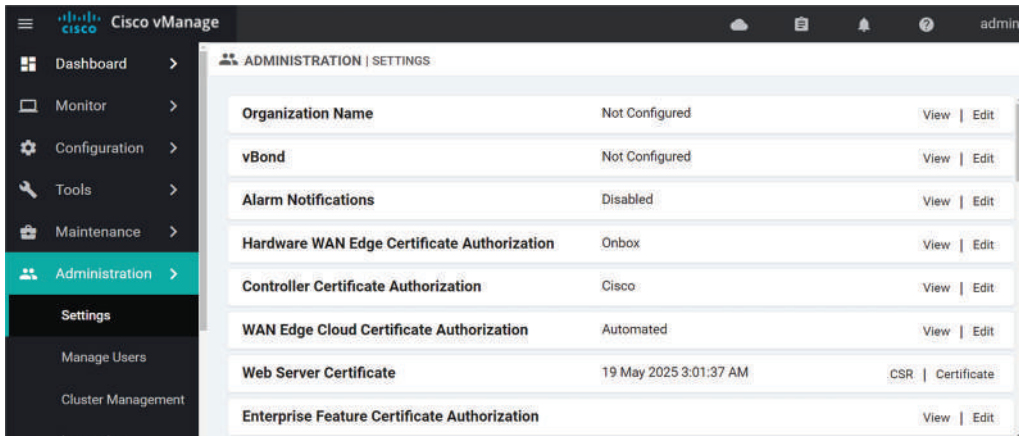 cisco Cisco vManage
admin
Dashboard
Monitor
Configuration
Tools
Maintenance
Administration
Settings
Manage Users
Cluster Management
ADMINISTRATION | SETTINGS
Organization Name Not Configured View | Edit
vBond Not Configured View | Edit
Alarm Notifications Disabled View | Edit
Hardware WAN Edge Certificate Authorization Onbox View | Edit
Controller Certificate Authorization Cisco View | Edit
WAN Edge Cloud Certificate Authorization Automated View | Edit
Web Server Certificate 19 May 2025 3:01:37 AM CSR | Certificate
Enterprise Feature Certificate Authorization View | Edit